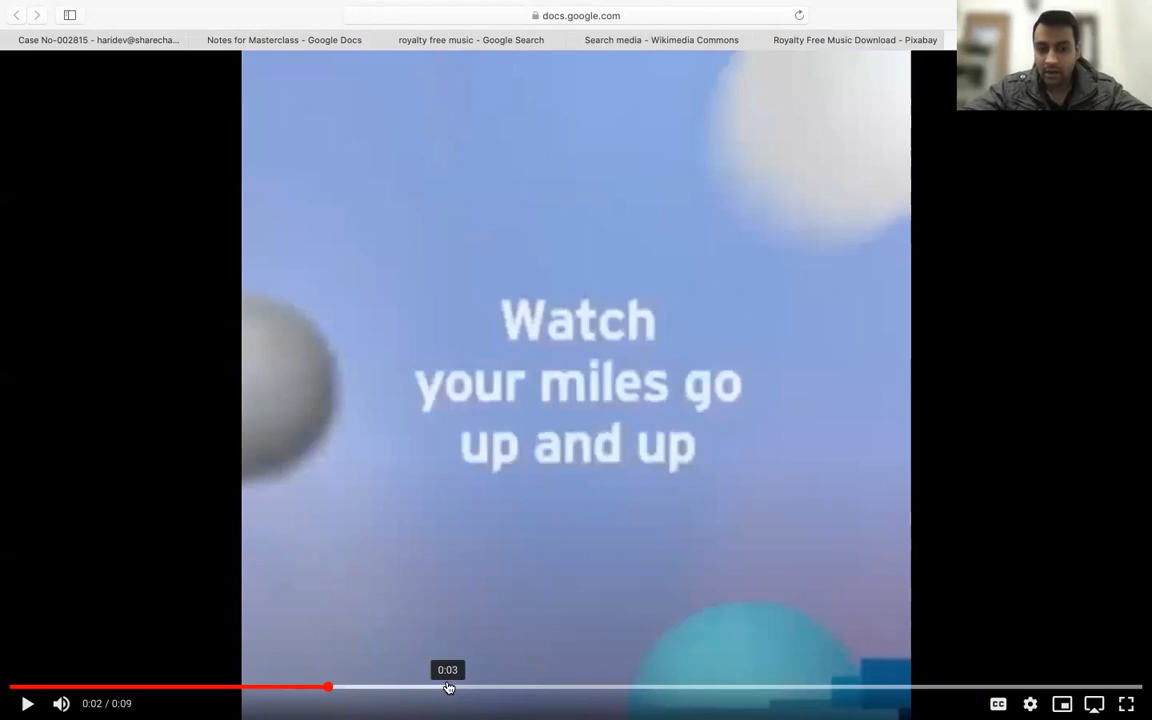 docs.google.com
Case No-002815 - haridev@sharecha...
Notes for Masterclass - Google Docs
royalty free music - Google Search
Search media - Wikimedia Commons
Royalty Free Music Download - Pixabay
Watch
your miles go
up and up
0:03
0:02 / 0:09
CC